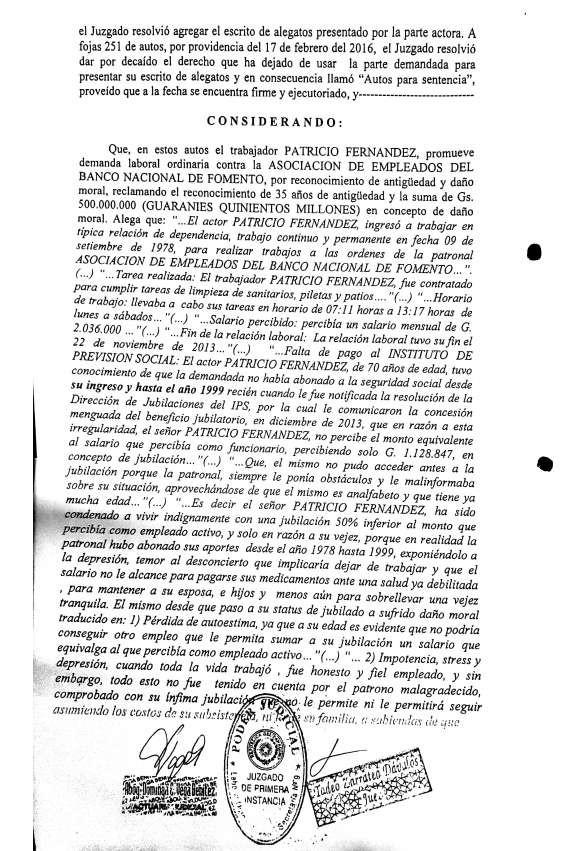 el Juzgado resolvió agregar el escrito de alegatos presentado por la parte actora. A
fojas 251 de autos, por providencia del 17 de febrero del 2016, el Juzgado resolvió
dar por decaído el derecho que ha dejado de usar la parte demandada para
presentar su escrito de alegatos y en consecuencia llamó “Autos para sentencia”,
proveído que a la fecha se encuentra firme y ejecutoriado, y-----------------------------
CONSIDERANDO:
Que, en estos autos el trabajador PATRICIO FERNANDEZ, promueve
demanda laboral ordinaria contra la ASOCIACION DE EMPLEADOS DEL
BANCO NACIONAL DE FOMENTO, por reconocimiento de antigüedad y daño
moral, reclamando el reconocimiento de 35 años de antigüedad y la suma de Gs.
500.000.000 (GUARANIES QUINIENTOS MILLONES) en concepto de daño
moral. Alega que: “...El actor PATRICIO FERNANDEZ, ingresó a trabajar en
típica relación de dependencia, trabajo continuo y permanente en fecha 09 de
setiembre de 1978, para realizar trabajos a las ordenes de la patronal
ASOCIACION DE EMPLEADOS DEL BANCO NACIONAL DE FOMENTO...”.
(...) “...Tarea realizada: El trabajador PATRICIO FERNANDEZ, fue contratado
para cumplir tareas de limpieza de sanitarios, piletas y patios....”(...) “...Horario
de trabajo: llevaba a cabo sus tareas en horario de 07:11 horas a 13:17 horas de
lunes a sábados...”(...) “...Salario percibido: percibía un salario mensual de G.
2.036.000 ...”(...) “...Fin de la relación laboral: La relación laboral tuvo su fin el
22 de noviembre de 2013...”(...) “...Falta de pago al INSTITUTO DE
PREVISION SOCIAL: El actor PATRICIO FERNANDEZ, de 70 años de edad, tuvo
conocimiento de que la demandada no había abonado a la seguridad social desde
su ingreso y hasta el año 1999 recién cuando le fue notificada la resolución de la
Dirección de Jubilaciones del IPS, por la cual le comunicaron la concesión
menguada del beneficio jubilatorio, en diciembre de 2013, que en razón a esta
irregularidad, el señor PATRICIO FERNANDEZ, no percibe el monto equivalente
al salario que percibía como funcionario, percibiendo solo G. 1.128.847, en
concepto de jubilación...”(...) “...Que, el mismo no pudo acceder antes a la
jubilación porque la patronal, siempre le ponía obstáculos y le malinformaba
sobre su situación, aprovechándose de que el mismo es analfabeto y que tiene ya
mucha edad...”(...) “...Es decir el señor PATRICIO FERNANDEZ, ha sido
condenado a vivir indignamente con una jubilación 50% inferior al monto que
percibía como empleado activo, y solo en razón a su vejez, porque en realidad la
patronal hubo abonado sus aportes desde el año 1978 hasta 1999, exponiéndolo a
la depresión, temor al desconcierto que implicaría dejar de trabajar y que el
salario no le alcance para pagarse sus medicamentos ante una salud ya debilitada
, para mantener a su esposa, e hijos y menos aún para sobrellevar una vejez
tranquila. El mismo desde que paso a su status de jubilado a sufrido daño moral
traducido en: 1) Pérdida de autoestima, ya que a su edad es evidente que no podría
conseguir otro empleo que le permita sumar a su jubilación un salario que
equivalga al que percibía como empleado activo...”(...) “... 2) Impotencia, stress y
depresión, cuando toda la vida trabajó , fue honesto y fiel empleado, y sin
embargo, todo esto no fue tenido en cuenta por el patrono malagradecido,
comprobado con su ínfima jubilación que no le permite ni le permitirá seguir
asumiendo los costos de su subsistencia, ni la de su familia, a sabiendas de que
PODER JUDICIAL
JUZGADO
DE PRIMERA
INSTANCIA
Abog. Dominga E. Vega Benítez
ACTUARIA JUDICIAL
Tadeo Zarratea Dávalos
Juez